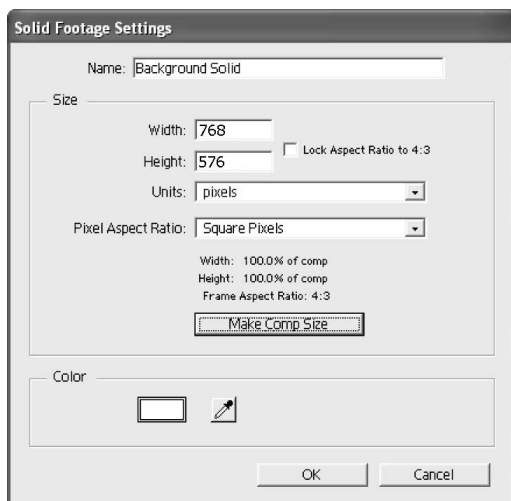 Solid Footage Settings
Name: Background Solid
Size
Width: 768
Height: 576
Lock Aspect Ratio to 4:3
Units: pixels
Pixel Aspect Ratio: Square Pixels
Width: 100.0% of comp
Height: 100.0% of comp
Frame Aspect Ratio: 4:3
Make Comp Size
Color
OK Cancel